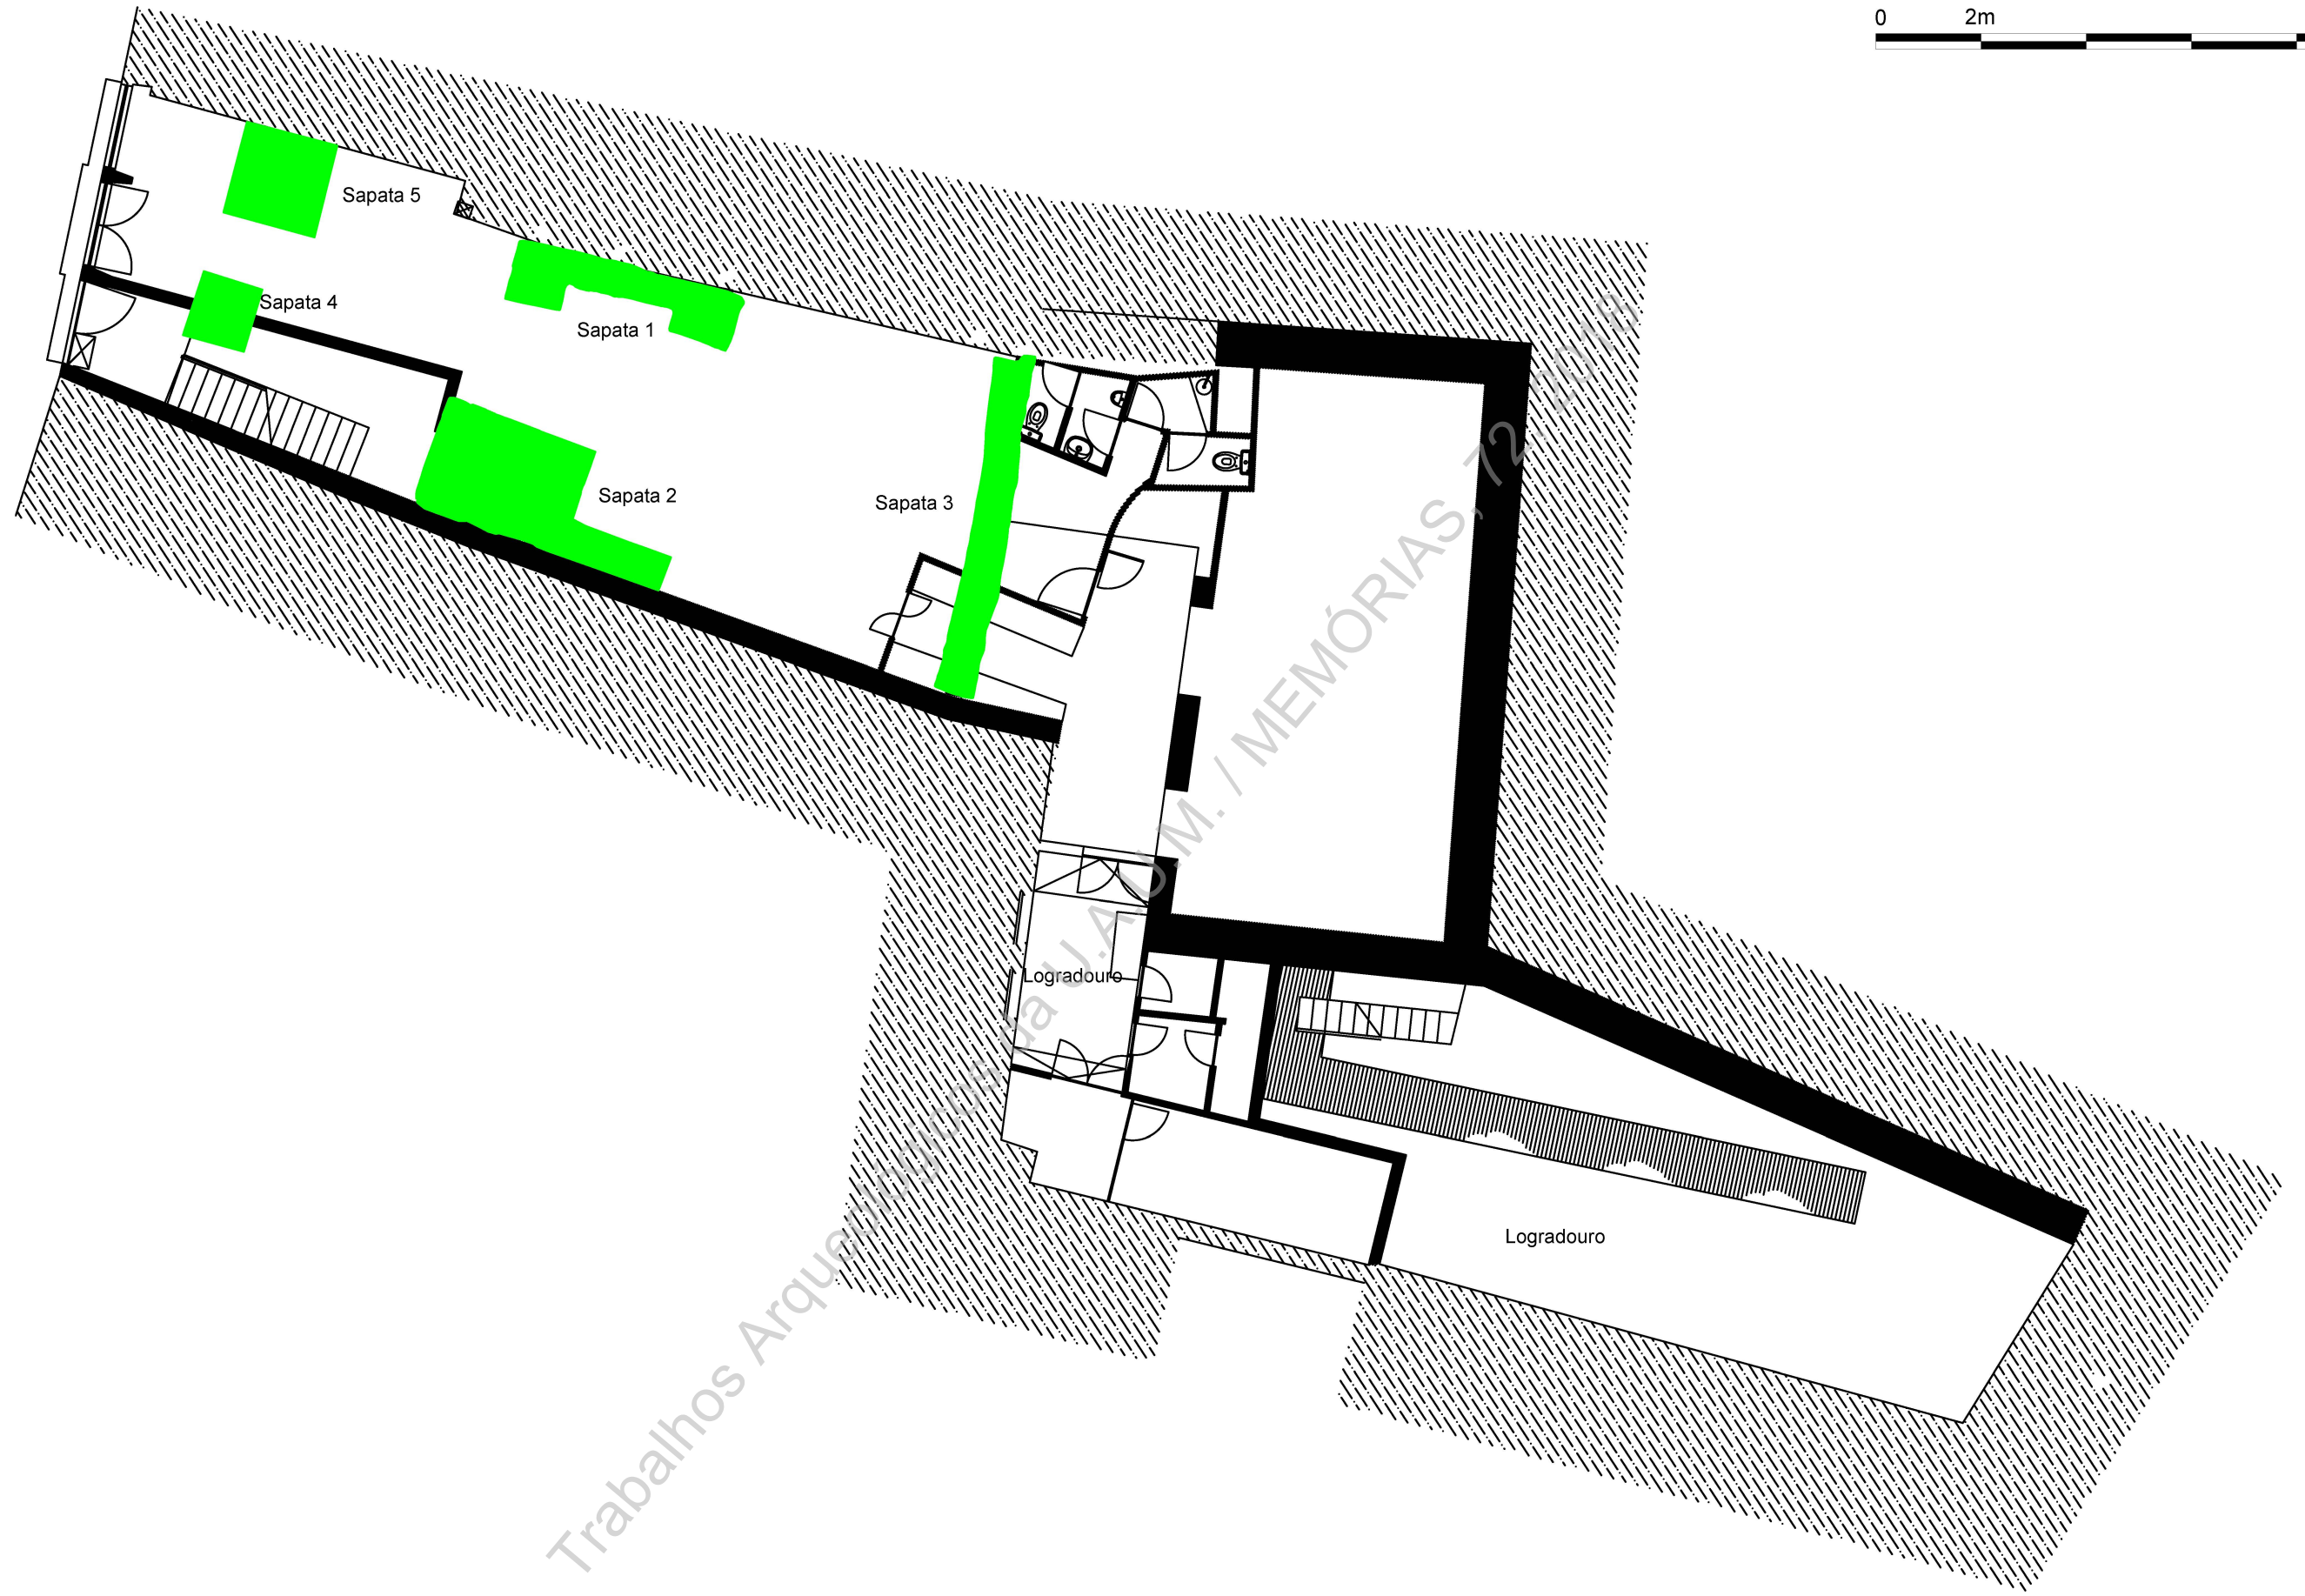 0 2m
Sapata 5
Sapata 4
Sapata 1
Sapata 2
Sapata 3
Logradouro
Logradouro
Trabalhos Arqueológicos da U.A.U.M. / MEMÓRIAS, 72, 2018